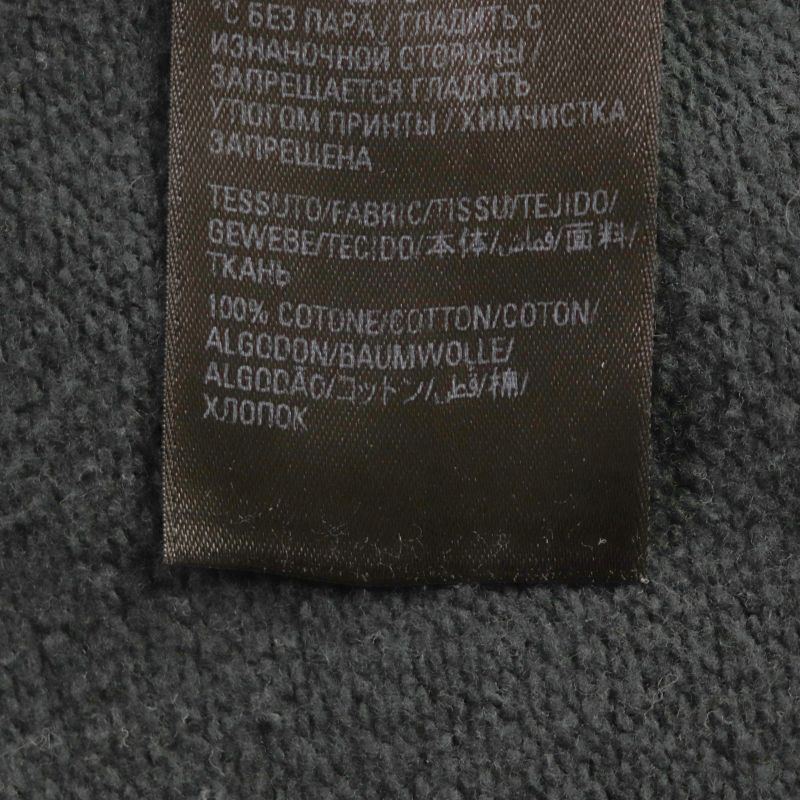 °C БЕЗ ПАРА / ГЛАДИТЬ С
ИЗНАНОЧНОЙ СТОРОНЫ /
ЗАПРЕЩАЕТСЯ ГЛАДИТЬ
УТЮГОМ ПРИНТЫ / ХИМЧИСТКА
ЗАПРЕЩЕНА
TESSUTO/FABRIC/TISSU/TEJIDO/
GEWEBE/TECIDO/本体/قماش/面料/
ТКАНЬ
100% COTONE/COTTON/COTON/
ALGODON/BAUMWOLLE/
ALGODÃO/コットン/قطن/棉/
ХЛОПОК